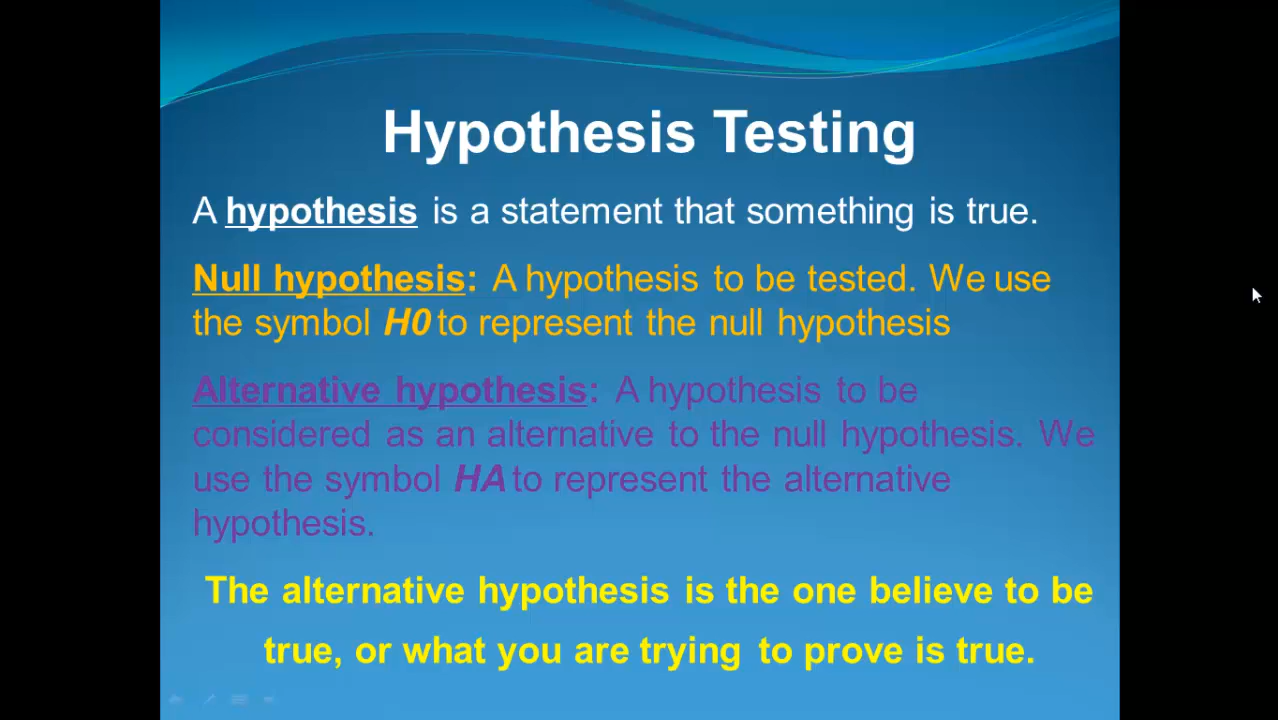 Hypothesis Testing
A hypothesis is a statement that something is true.
Null hypothesis: A hypothesis to be tested. We use
the symbol H0 to represent the null hypothesis
Alternative hypothesis: A hypothesis to be
considered as an alternative to the null hypothesis. We
use the symbol HA to represent the alternative
hypothesis.
The alternative hypothesis is the one believe to be
true, or what you are trying to prove is true.